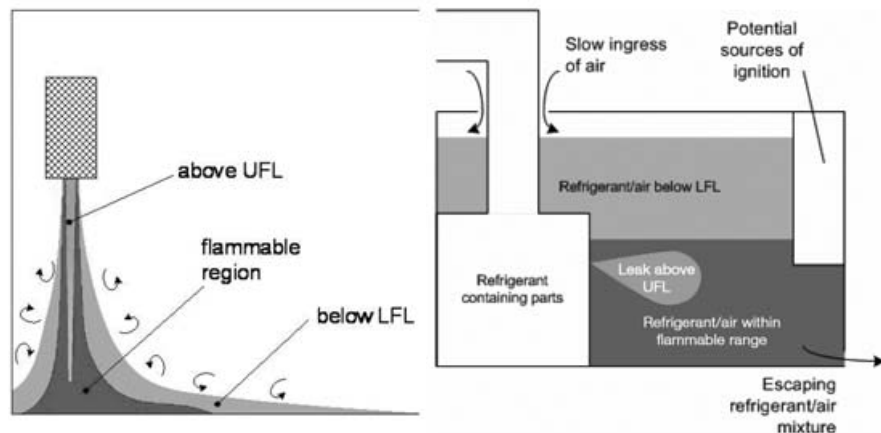 above UFL
flammable
region
below LFL
Slow ingress
of air
Potential
sources of
ignition
Refrigerant/air below LFL
Refrigerant
containing parts
Leak above
UFL
Refrigerant/air within
flammable range
Escaping
refrigerant/air
mixture